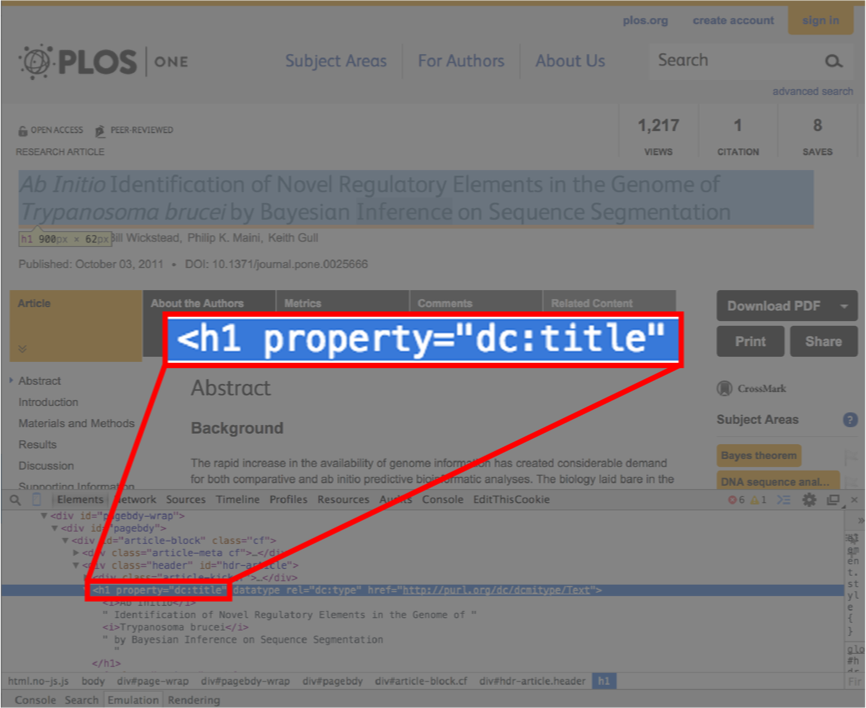 plos.org create account sign in
PLOS ONE
Subject Areas For Authors About Us Search
advanced search
OPEN ACCESS PEER-REVIEWED
RESEARCH ARTICLE
1,217 1 8
VIEWS CITATION SAVES
Ab Initio Identification of Novel Regulatory Elements in the Genome of
Trypanosoma brucei by Bayesian Inference on Sequence Segmentation
h1 900px × 62px Bill Wickstead, Philip K. Maini, Keith Gull
Published: October 03, 2011 • DOI: 10.1371/journal.pone.0025666
Article About the Authors Metrics Comments Related Content
Download PDF
Print Share
<h1 property="dc:title"
Abstract
Introduction
Materials and Methods
Results
Discussion
Supporting Information
Abstract
Background
The rapid increase in the availability of genome information has created considerable demand
for both comparative and ab initio predictive bioinformatic analyses. The biology laid bare in the
CrossMark
Subject Areas ?
Bayes theorem
DNA sequence anal...
Elements Network Sources Timeline Profiles Resources Audits Console EditThisCookie 6 1
▼<div id="pagebdy-wrap">
▼<div id="pagebdy">
▼<div id="article-block" class="cf">
▶<div class="article-meta cf">…</div>
▼<div class="header" id="hdr-article">
<div class="article-kicker">…</div>
<h1 property="dc:title" datatype rel="dc:type" href="http://purl.org/dc/dcmitype/Text">
<i>Ab Initio</i>
" Identification of Novel Regulatory Elements in the Genome of "
<i>Trypanosoma brucei</i>
" by Bayesian Inference on Sequence Segmentation
"
</h1>
html.no-js.js body div#page-wrap div#pagebdy-wrap div#pagebdy div#article-block.cf div#hdr-article.header h1
Console Search Emulation Rendering